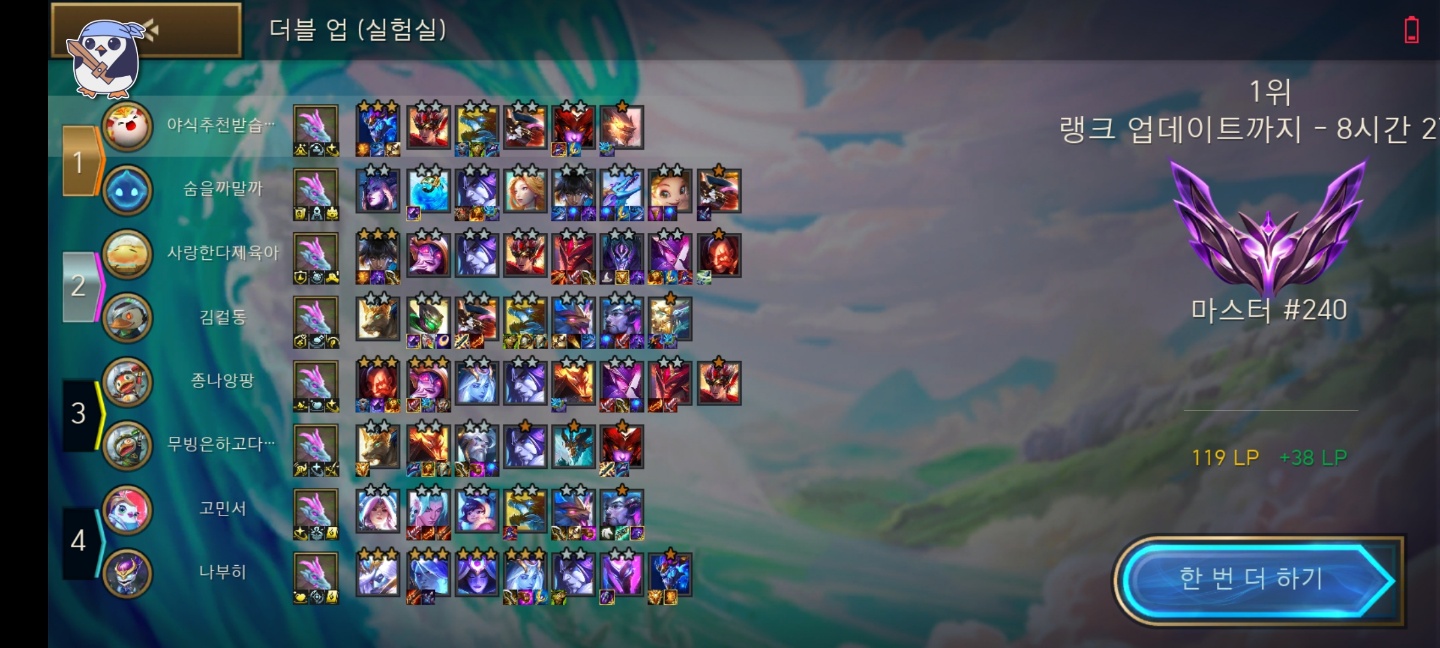 더블 업 (실험실)
1위
랭크 업데이트까지 - 8시간 2
마스터 #240
119 LP +38 LP
한 번 더 하기
1
야식추천받습…
숨을까말까
2
사랑한다제육아
김걸동
3
종나앙팡
무빙은하고다…
4
고민서
나부히